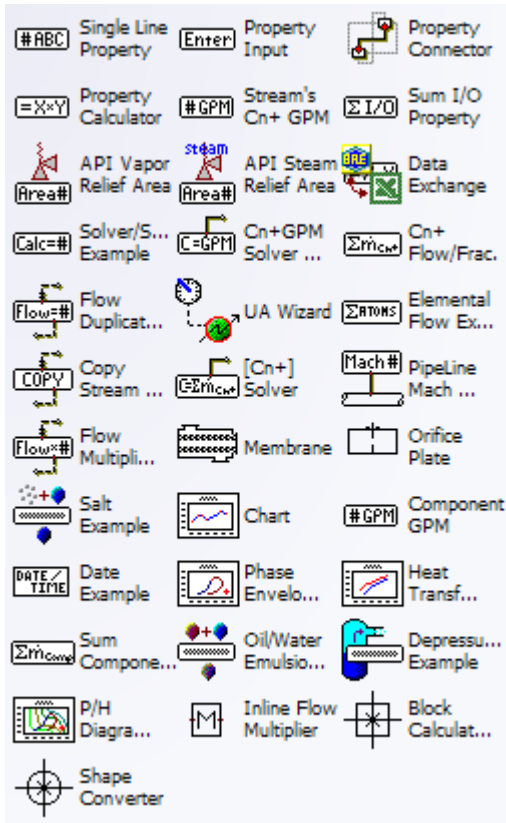 #ABC Single Line Property
Enter Property Input
Property Connector
=X×Y Property Calculator
#GPM Stream's Cn+ GPM
ΣI/O Sum I/O Property
Area# API Vapor Relief Area
steam Area# API Steam Relief Area
Data Exchange
Calc=# Solver/S... Example
C=GPM Cn+GPM Solver ...
ΣṁCn+ Cn+ Flow/Frac.
Flow=# Flow Duplicat...
UA Wizard
ΣATOMS Elemental Flow Ex...
COPY Copy Stream ...
C=ΣṁCn+ [Cn+] Solver
Mach# PipeLine Mach ...
Flow×# Flow Multipli...
Membrane
Orifice Plate
Salt Example
Chart
#GPM Component GPM
DATE/TIME Date Example
Phase Envelo...
Heat Transf...
ΣṁComp Sum Compone...
Oil/Water Emulsio...
Depressu... Example
P/H Diagra...
M Inline Flow Multiplier
Block Calculat...
Shape Converter